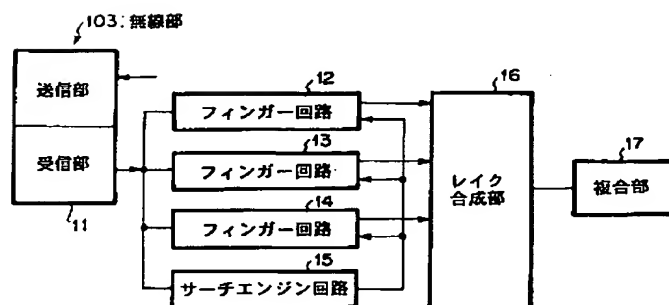 103:無線部
送信部
受信部
11
12
フィンガー回路
13
フィンガー回路
14
フィンガー回路
15
サーチエンジン回路
16
レイク
合成部
17
複合部